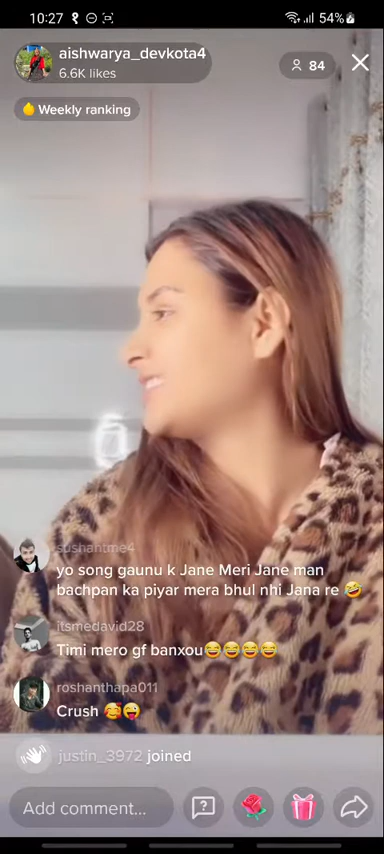 10:27
54%
aishwarya_devkota4
6.6K likes
84
Weekly ranking
sushantme4
yo song gaunu k Jane Meri Jane man
bachpan ka piyar mera bhul nhi Jana re 🤣
itsmedavid28
Timi mero gf banxou😂😂😂😂
roshanthapa011
Crush 🥰😜
justin_3972 joined
Add comment...